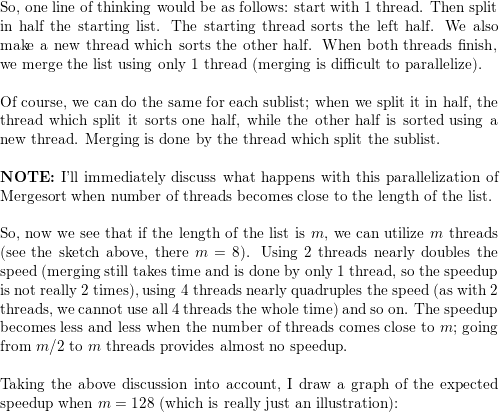 So, one line of thinking would be as follows: start with 1 thread. Then split
in half the starting list. The starting thread sorts the left half. We also
make a new thread which sorts the other half. When both threads finish,
we merge the list using only 1 thread (merging is difficult to parallelize).
Of course, we can do the same for each sublist; when we split it in half, the
thread which split it sorts one half, while the other half is sorted using a
new thread. Merging is done by the thread which split the sublist.
NOTE: I'll immediately discuss what happens with this parallelization of
Mergesort when number of threads becomes close to the length of the list.
So, now we see that if the length of the list is m, we can utilize m threads
(see the sketch above, there m = 8). Using 2 threads nearly doubles the
speed (merging still takes time and is done by only 1 thread, so the speedup
is not really 2 times), using 4 threads nearly quadruples the speed (as with 2
threads, we cannot use all 4 threads the whole time) and so on. The speedup
becomes less and less when the number of threads comes close to m; going
from m/2 to m threads provides almost no speedup.
Taking the above discussion into account, I draw a graph of the expected
speedup when m = 128 (which is really just an illustration):